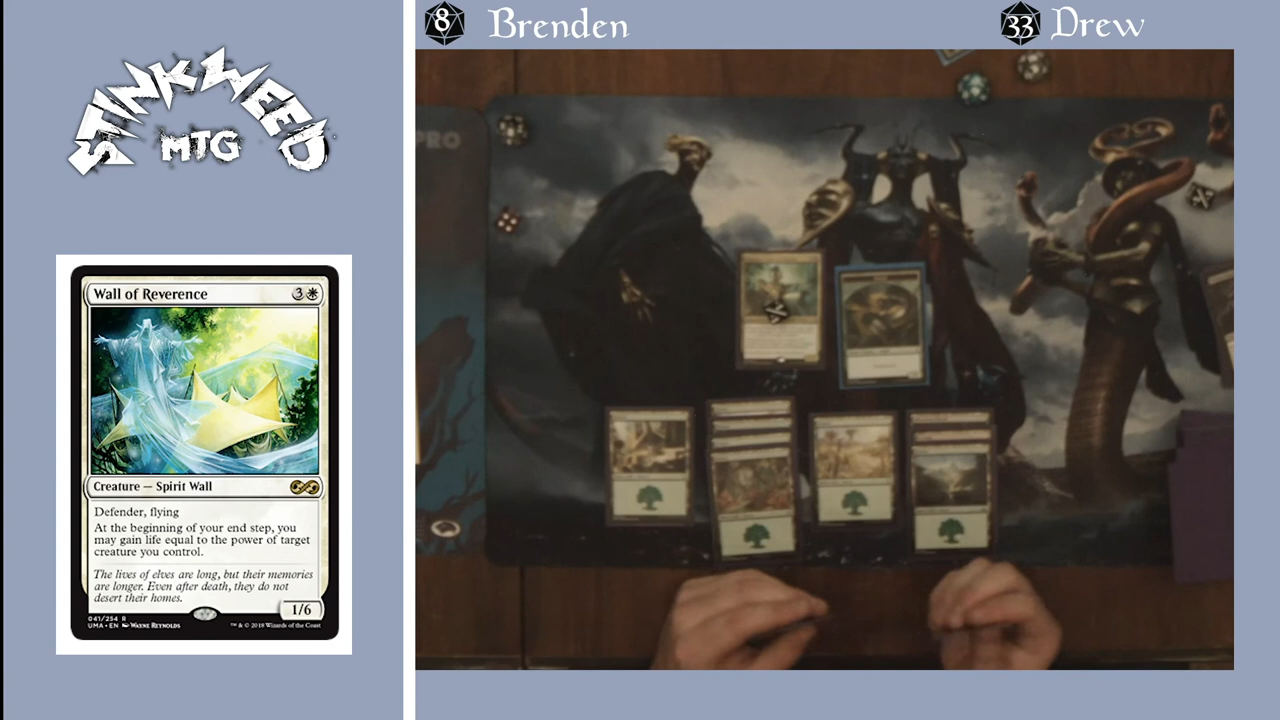 8 Brenden
33 Drew
STINKWEED
MTG
PRO
Wall of Reverence 3
Creature — Spirit Wall
Defender, flying
At the beginning of your end step, you
may gain life equal to the power of target
creature you control.
The lives of elves are long, but their memories
are longer. Even after death, they do not
desert their homes.
1/6
041/254 R
UMA • EN WAYNE REYNOLDS
™ & © 2018 Wizards of the Coast